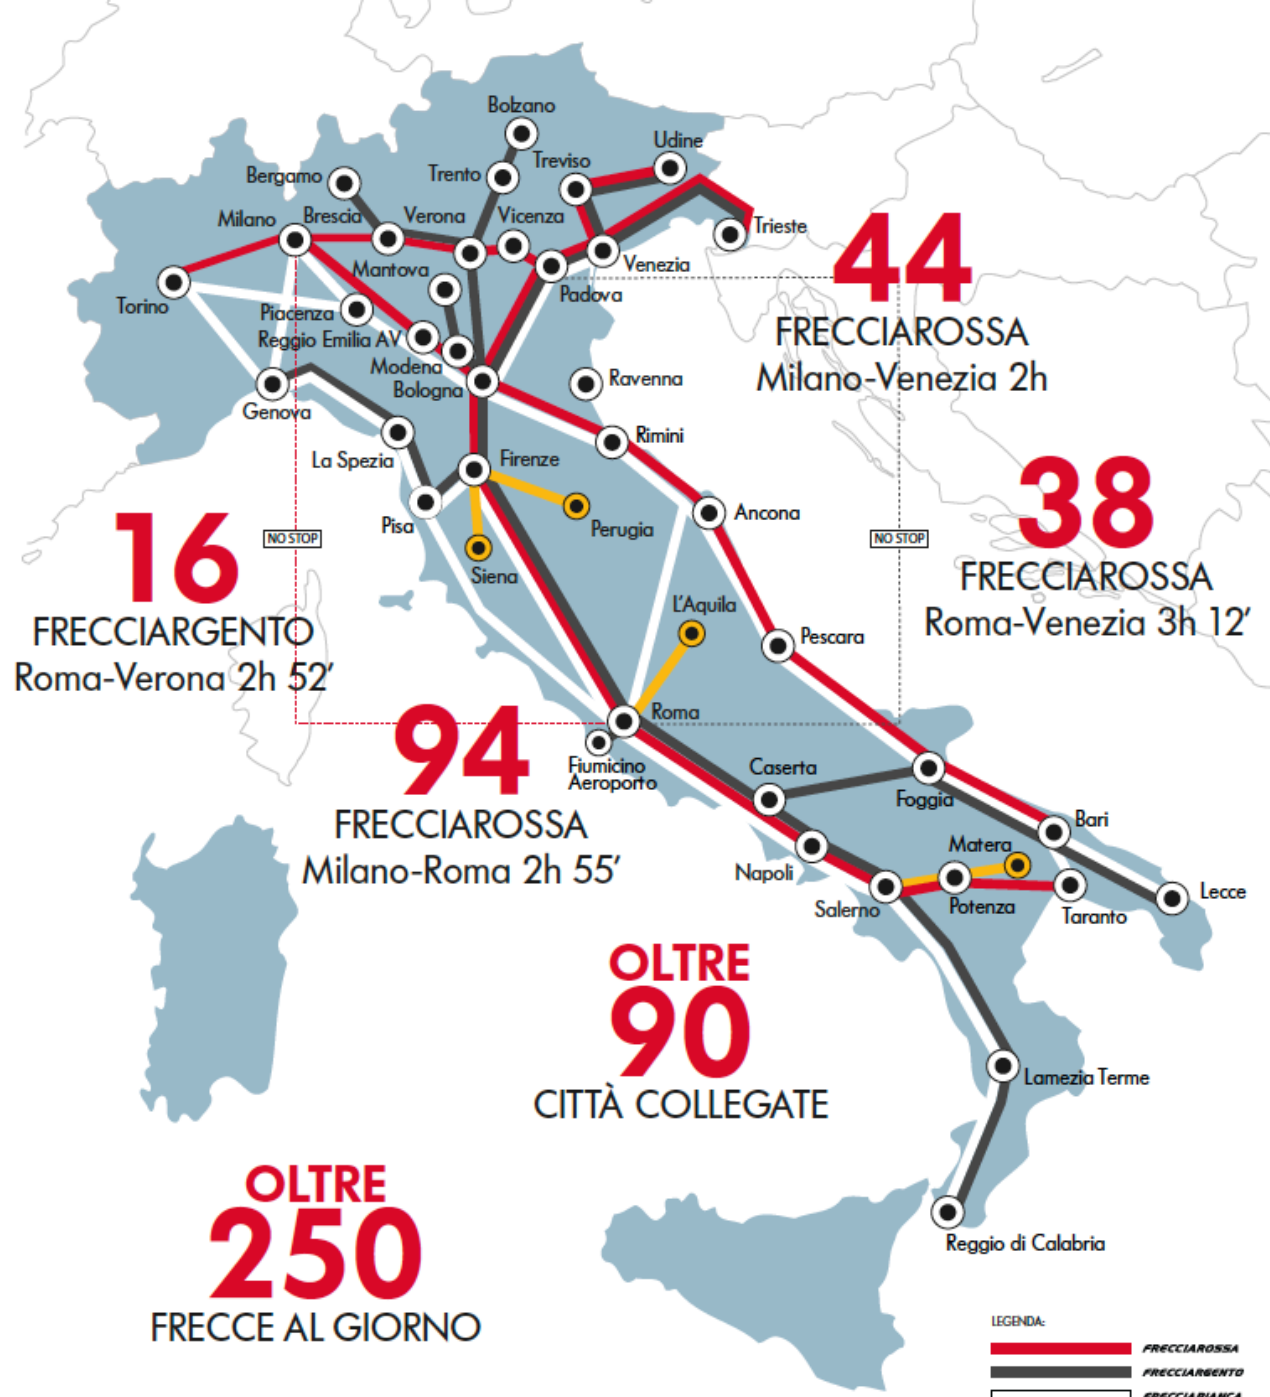 Bolzano
Udine
Treviso
Bergamo
Trento
Milano
Brescia
Verona
Vicenza
Trieste
Mantova
Venezia
Torino
Piacenza
Padova
Reggio Emilia AV
Modena
Bologna
Ravenna
Genova
Rimini
La Spezia
Firenze
Pisa
Perugia
Ancona
Siena
L'Aquila
Pescara
Roma
Fiumicino
Aeroporto
Caserta
Foggia
Bari
Matera
Napoli
Salerno
Potenza
Taranto
Lecce
Lamezia Terme
Reggio di Calabria
44
FRECCIAROSSA
Milano-Venezia 2h
38
FRECCIAROSSA
Roma-Venezia 3h 12’
NO STOP
NO STOP
16
FRECCIARGENTO
Roma-Verona 2h 52’
94
FRECCIAROSSA
Milano-Roma 2h 55’
OLTRE
90
CITTÀ COLLEGATE
OLTRE
250
FRECCE AL GIORNO
LEGENDA:
FRECCIAROSSA
FRECCIARGENTO
FRECCIABIANCA